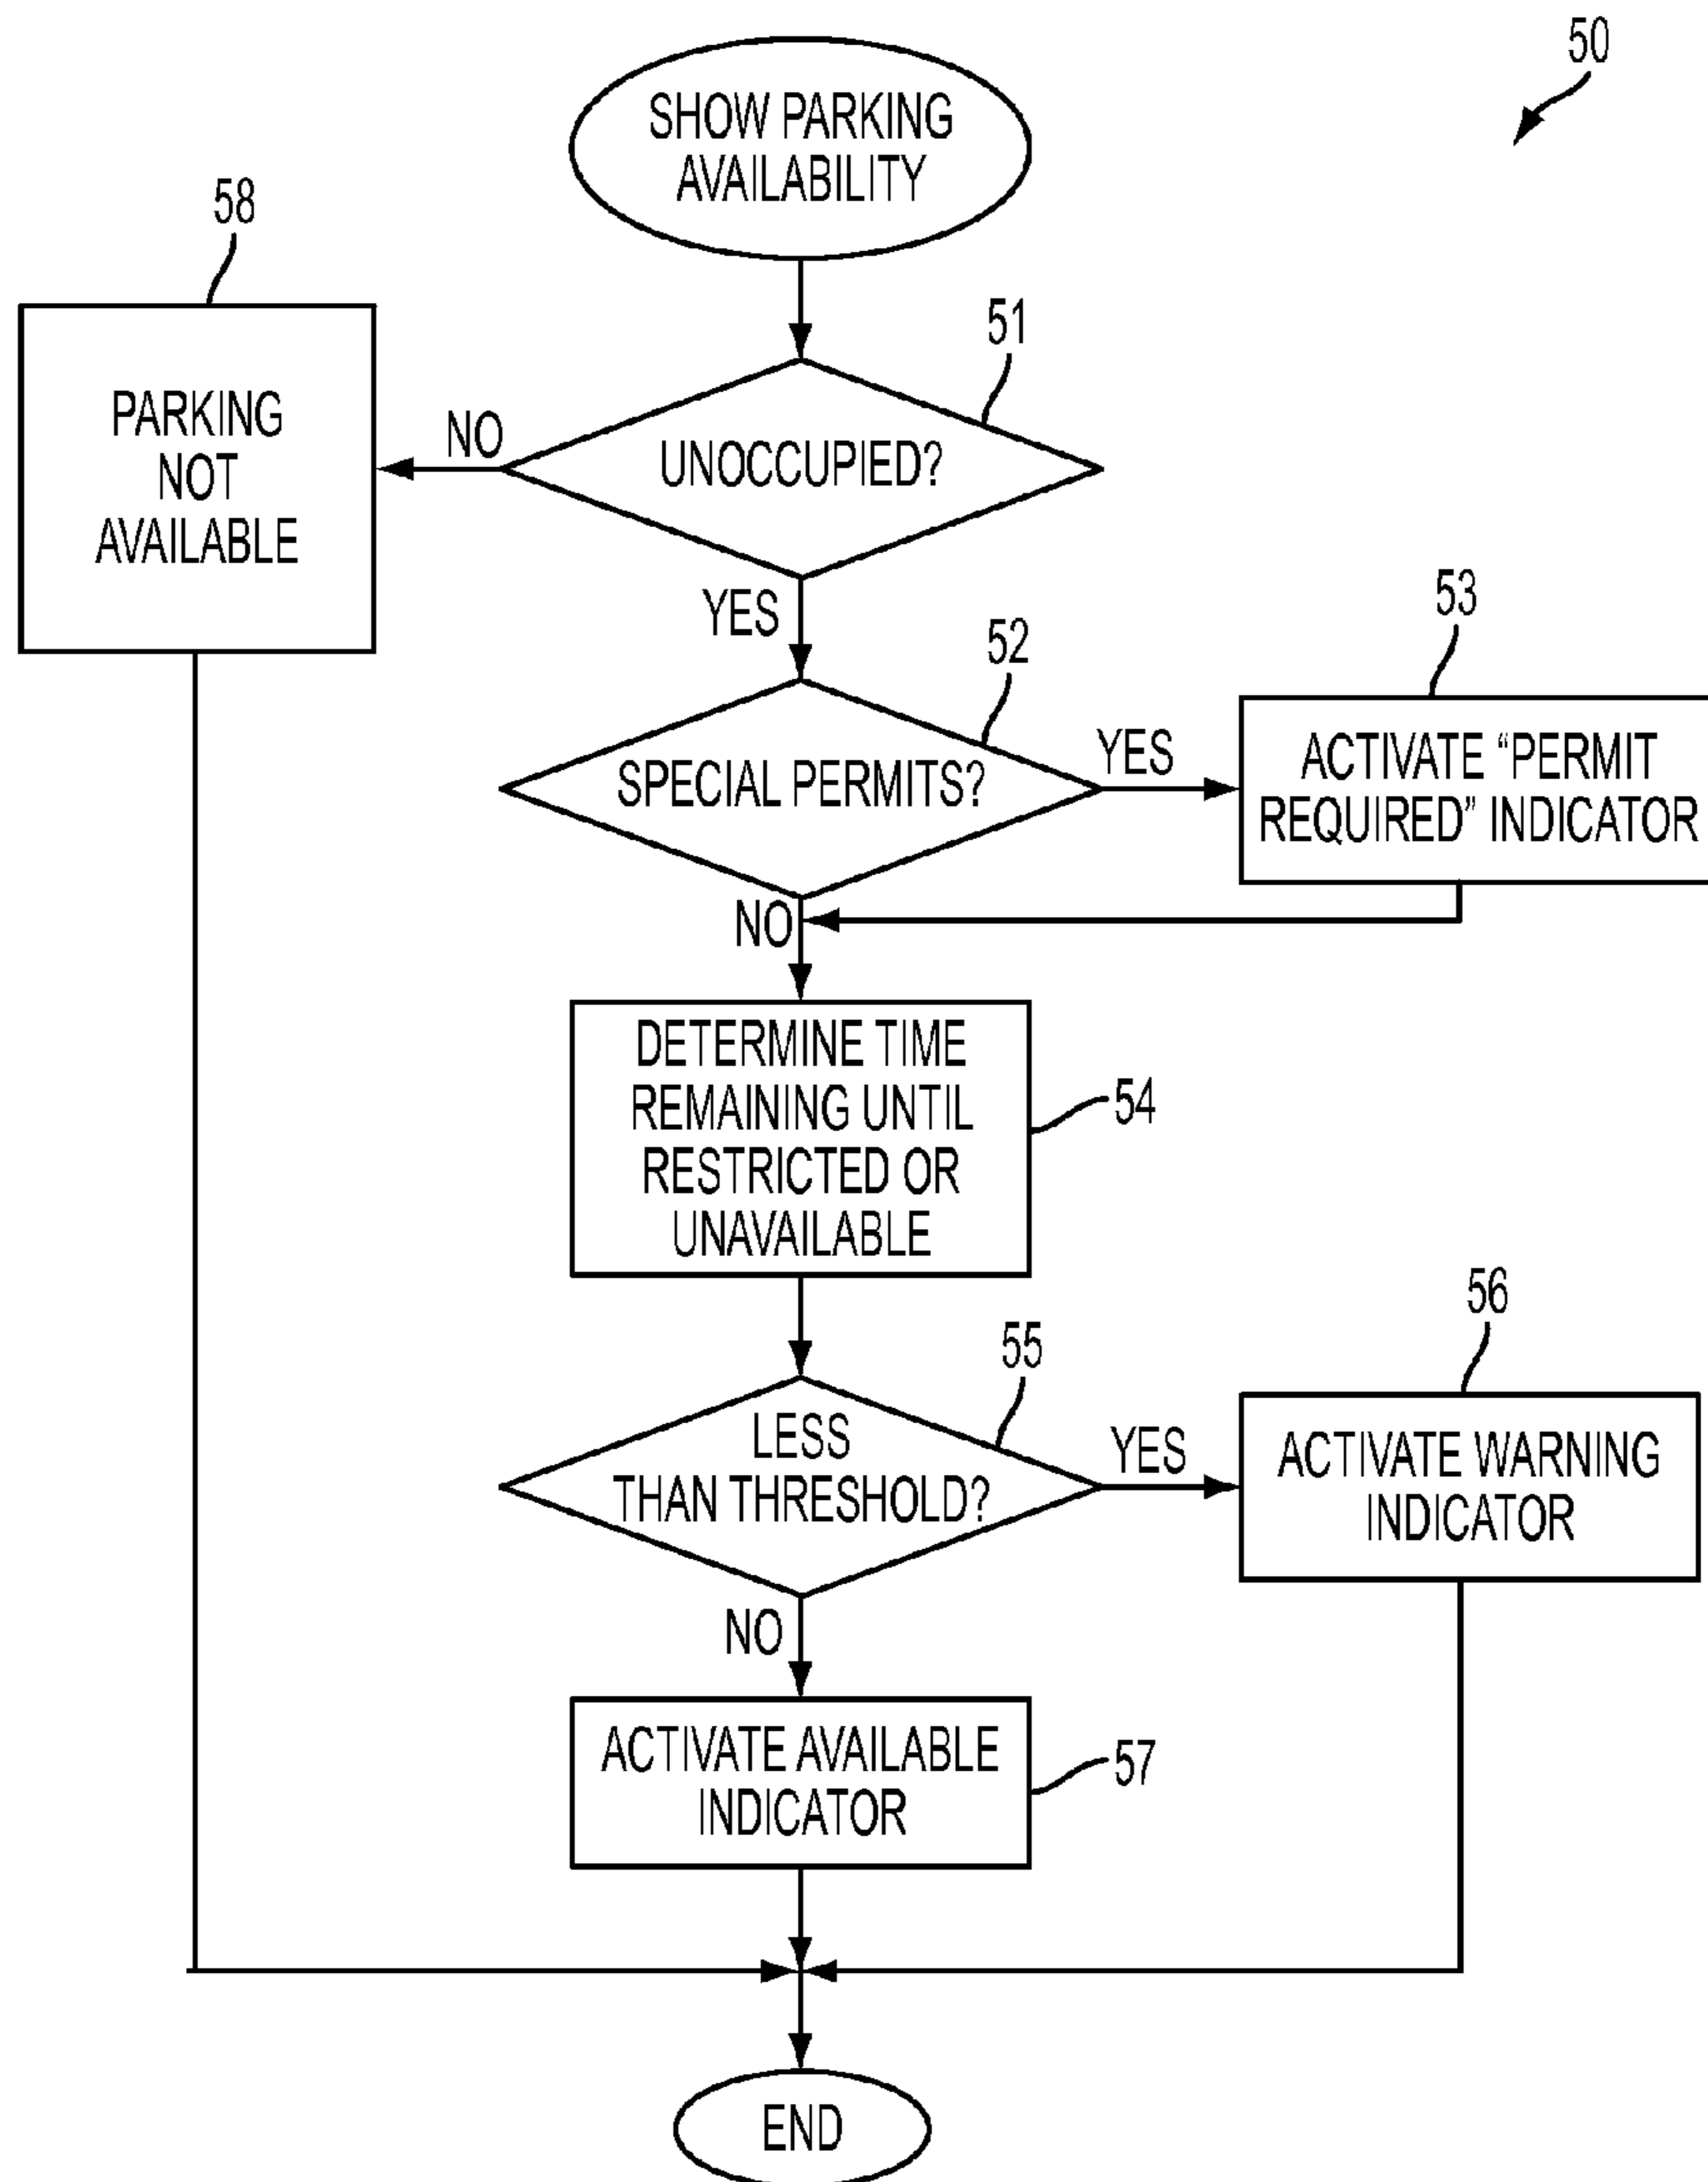 50
SHOW PARKING
AVAILABILITY
58
51
PARKING
NOT
AVAILABLE
NO
UNOCCUPIED?
YES
52
53
SPECIAL PERMITS?
YES
ACTIVATE “PERMIT
REQUIRED” INDICATOR
NO
DETERMINE TIME
REMAINING UNTIL
RESTRICTED OR
UNAVAILABLE
54
55
56
LESS
THAN THRESHOLD?
YES
ACTIVATE WARNING
INDICATOR
NO
ACTIVATE AVAILABLE
INDICATOR
57
END